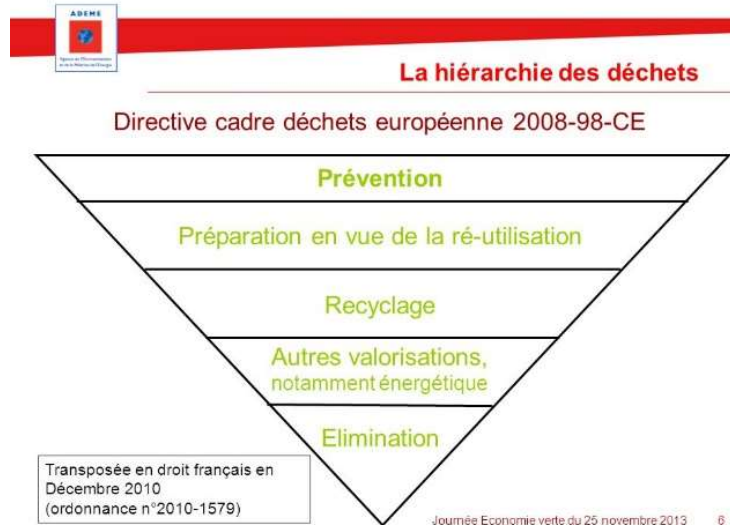 ADEME
La hiérarchie des déchets
Directive cadre déchets européenne 2008-98-CE
Prévention
Préparation en vue de la ré-utilisation
Recyclage
Autres valorisations,
notamment énergétique
Elimination
Transposée en droit français en
Décembre 2010
(ordonnance n°2010-1579)
Journée Economie verte du 25 novembre 2013 6